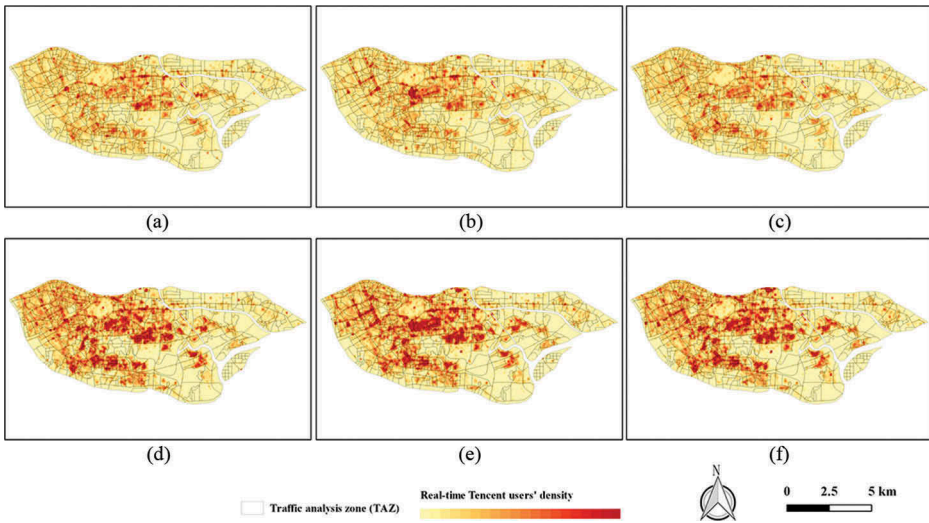 (a) (b) (c)
(d) (e) (f)
N
Real-time Tencent users' density
0 2.5 5 km
Traffic analysis zone (TAZ)